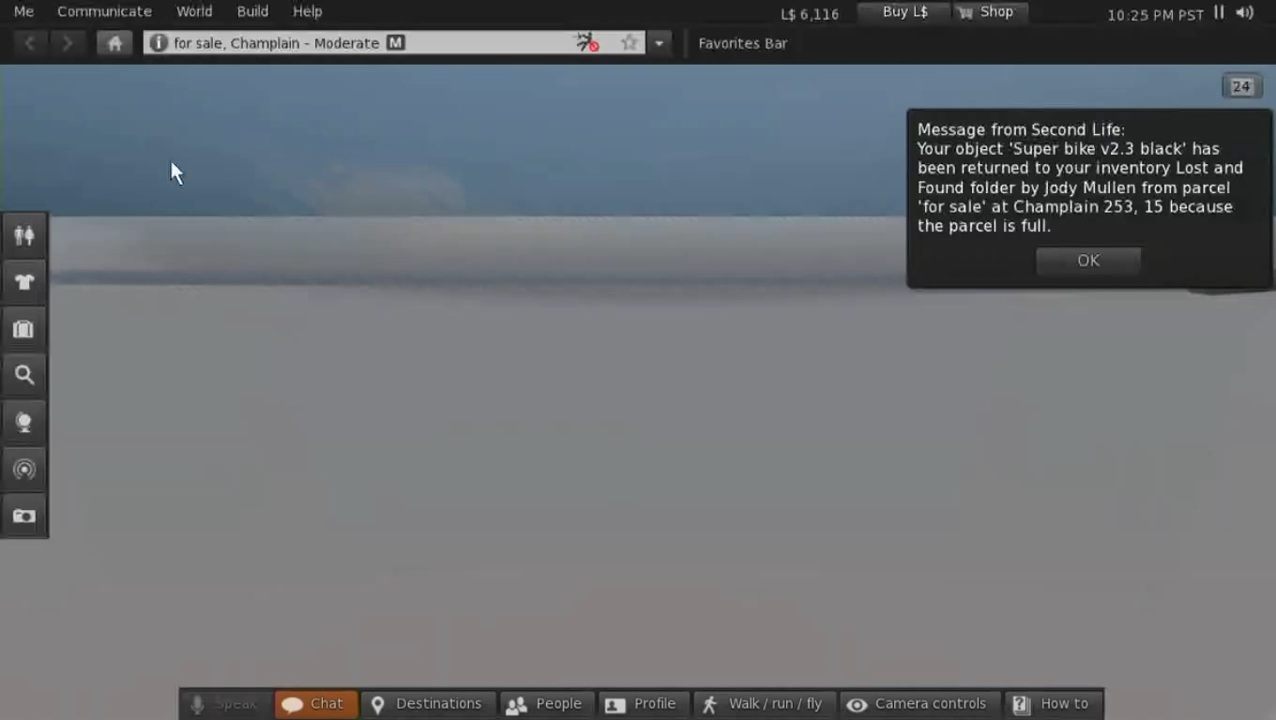 Me Communicate World Build Help L$ 6,116 Buy L$ Shop 10:25 PM PST
for sale, Champlain - Moderate M Favorites Bar
24
Message from Second Life:
Your object 'Super bike v2.3 black' has
been returned to your inventory Lost and
Found folder by Jody Mullen from parcel
'for sale' at Champlain 253, 15 because
the parcel is full.
OK
Speak Chat Destinations People Profile Walk / run / fly Camera controls How to